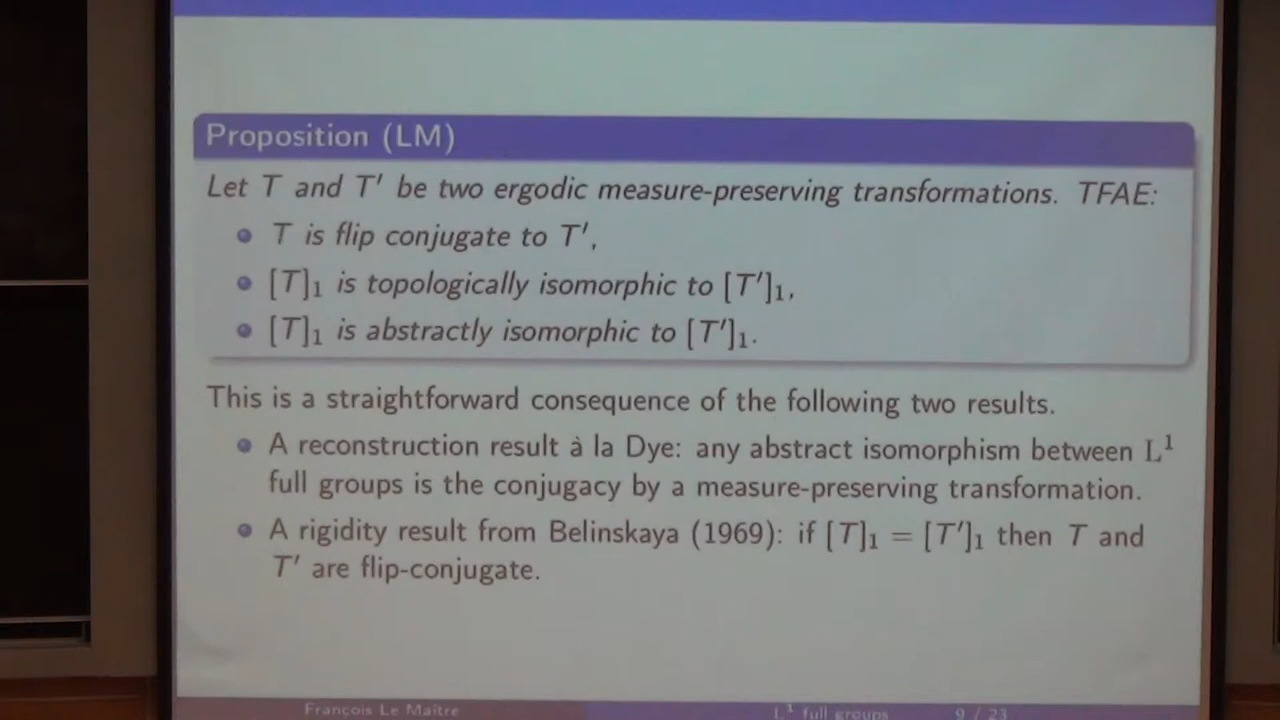 Proposition (LM)
Let T and T′ be two ergodic measure-preserving transformations. TFAE:
T is flip conjugate to T′,
[T]₁ is topologically isomorphic to [T′]₁,
[T]₁ is abstractly isomorphic to [T′]₁.
This is a straightforward consequence of the following two results.
A reconstruction result à la Dye: any abstract isomorphism between L¹
full groups is the conjugacy by a measure-preserving transformation.
A rigidity result from Belinskaya (1969): if [T]₁ = [T′]₁ then T and
T′ are flip-conjugate.
François Le Maître L¹ full groups 9 / 23